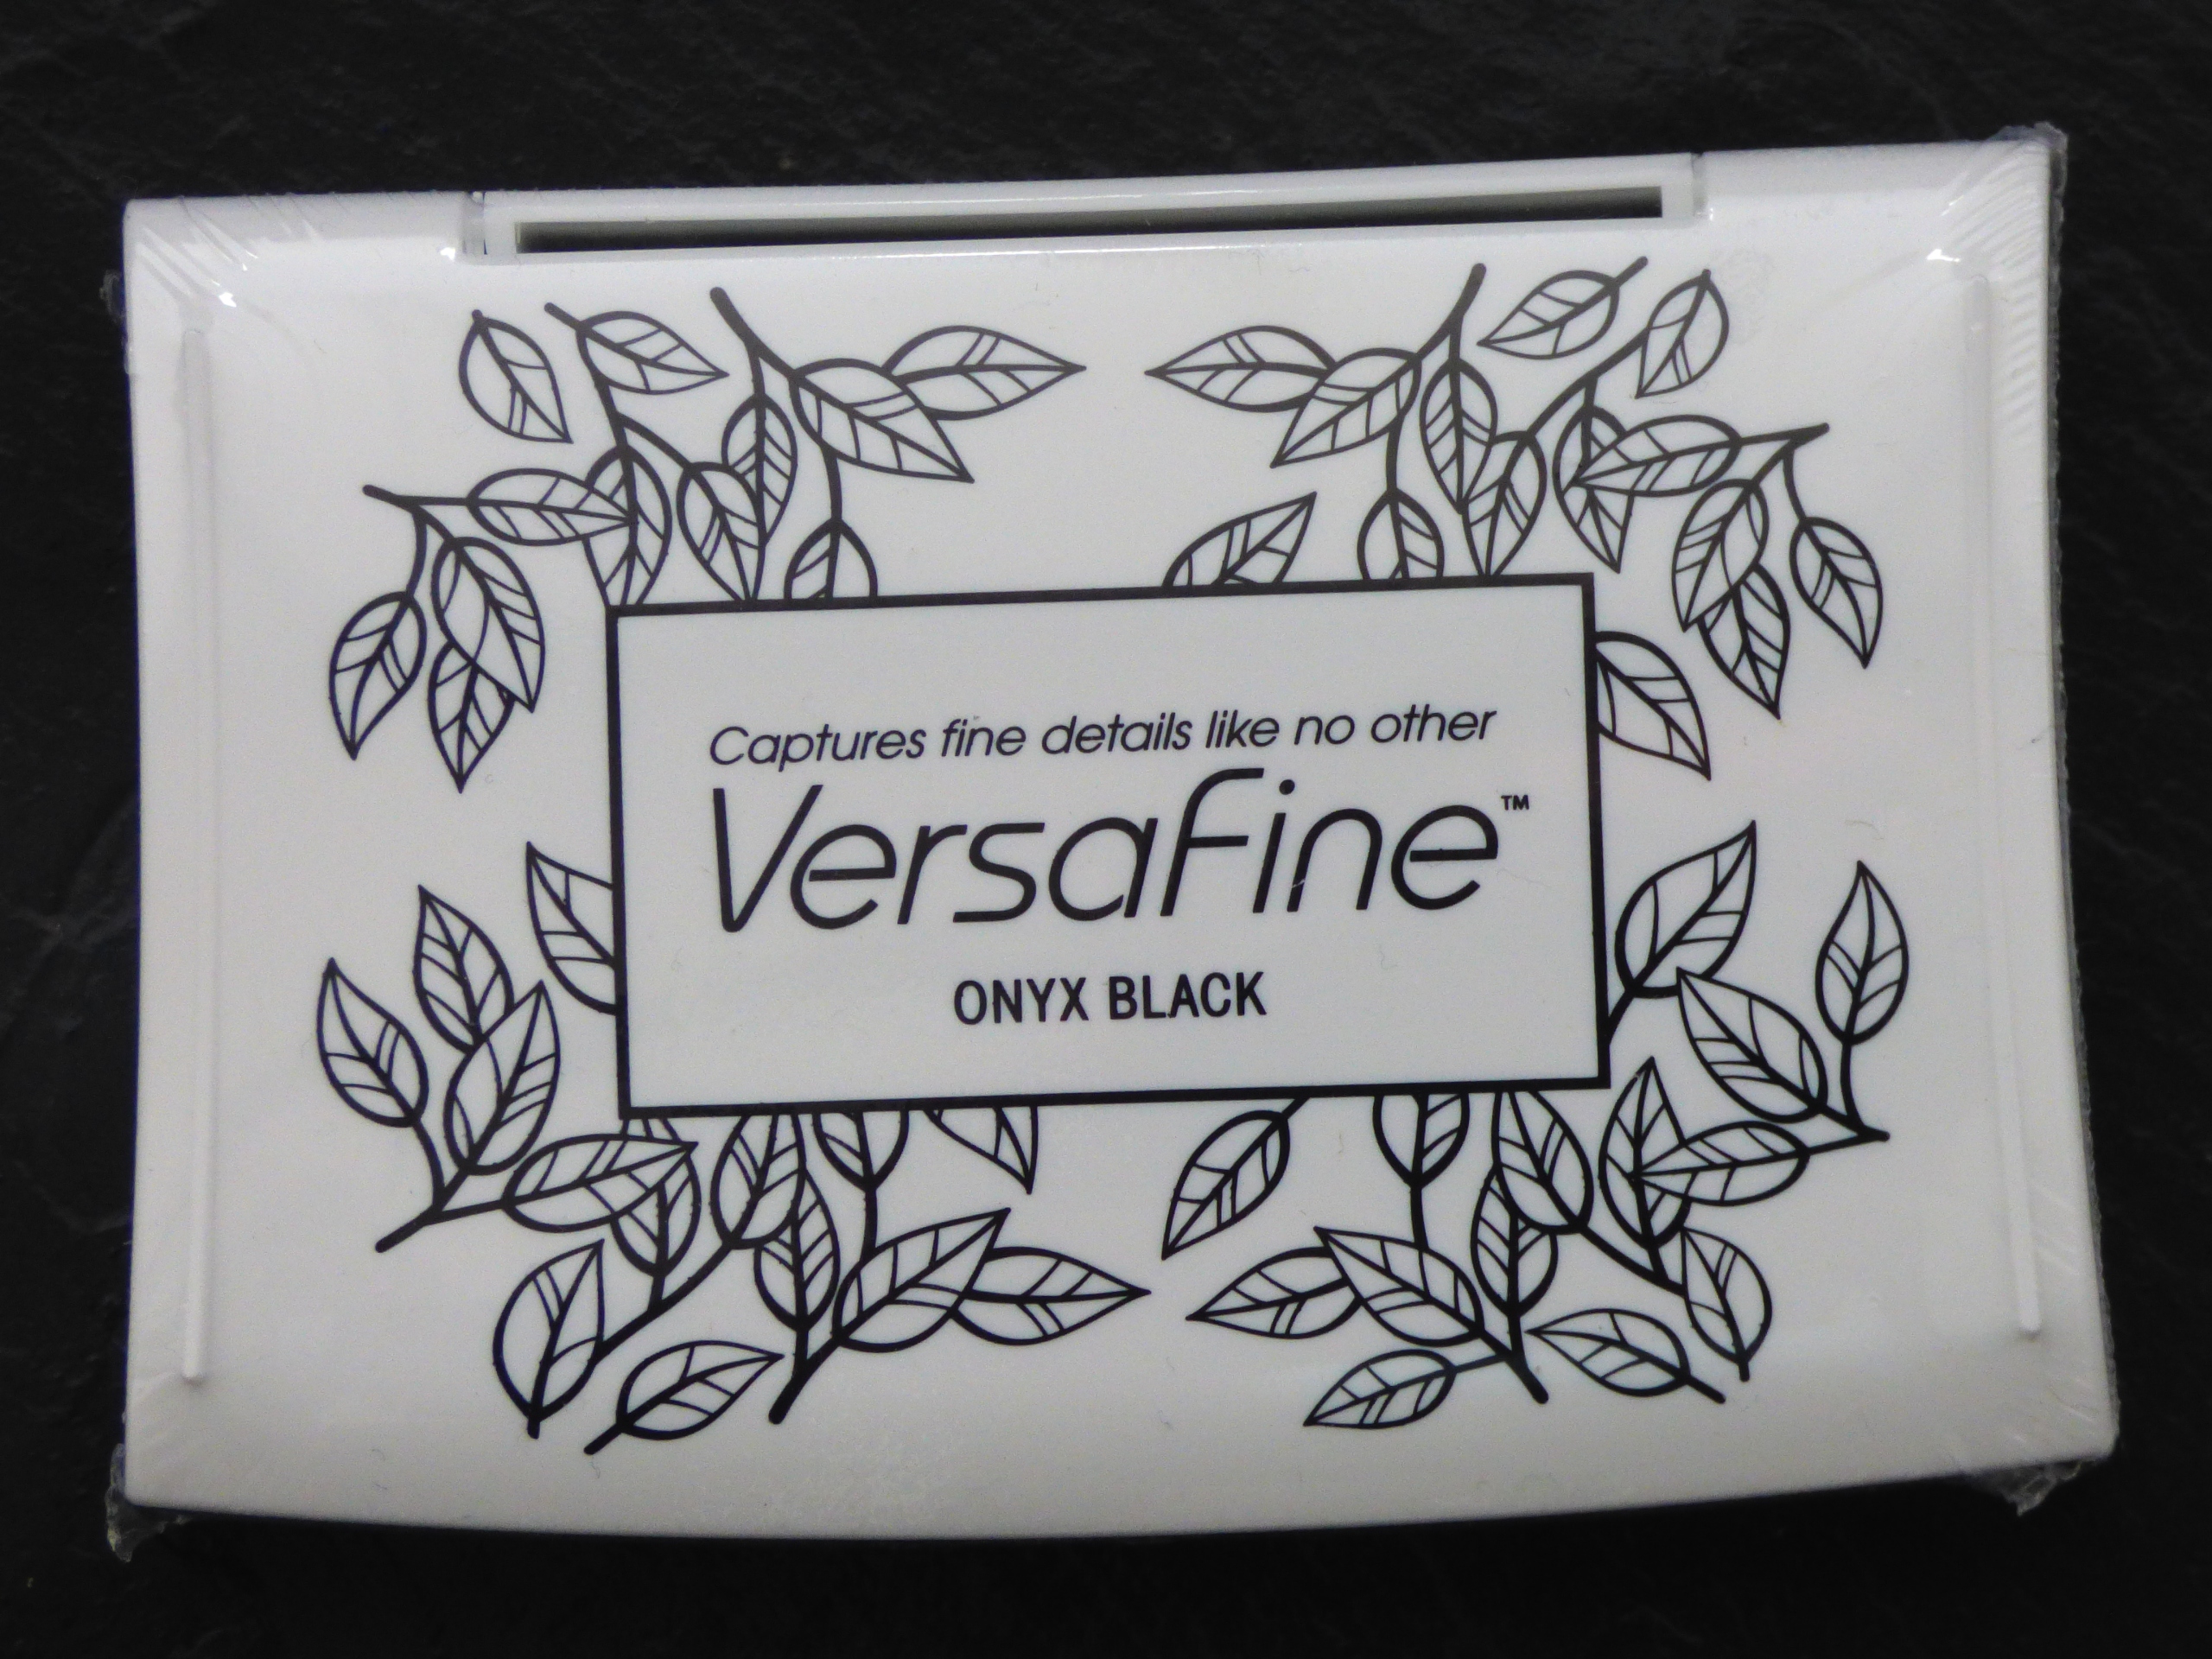 Captures fine details like no other
VersaFine™
ONYX BLACK